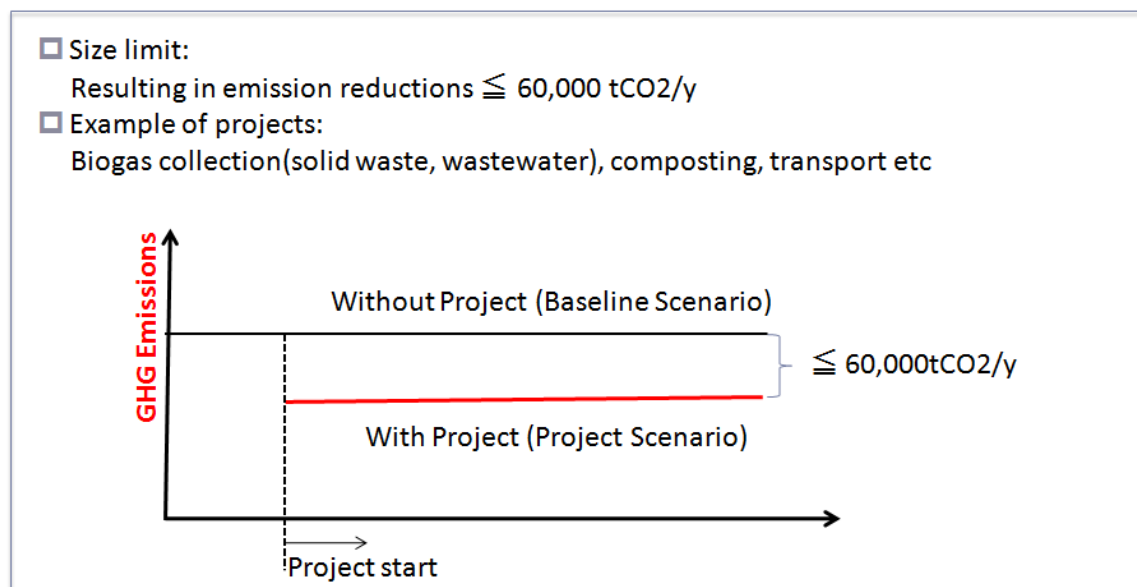 Size limit:
Resulting in emission reductions ≦ 60,000 tCO2/y
Example of projects:
Biogas collection(solid waste, wastewater), composting, transport etc
GHG Emissions
Without Project (Baseline Scenario)
≦ 60,000tCO2/y
With Project (Project Scenario)
Project start